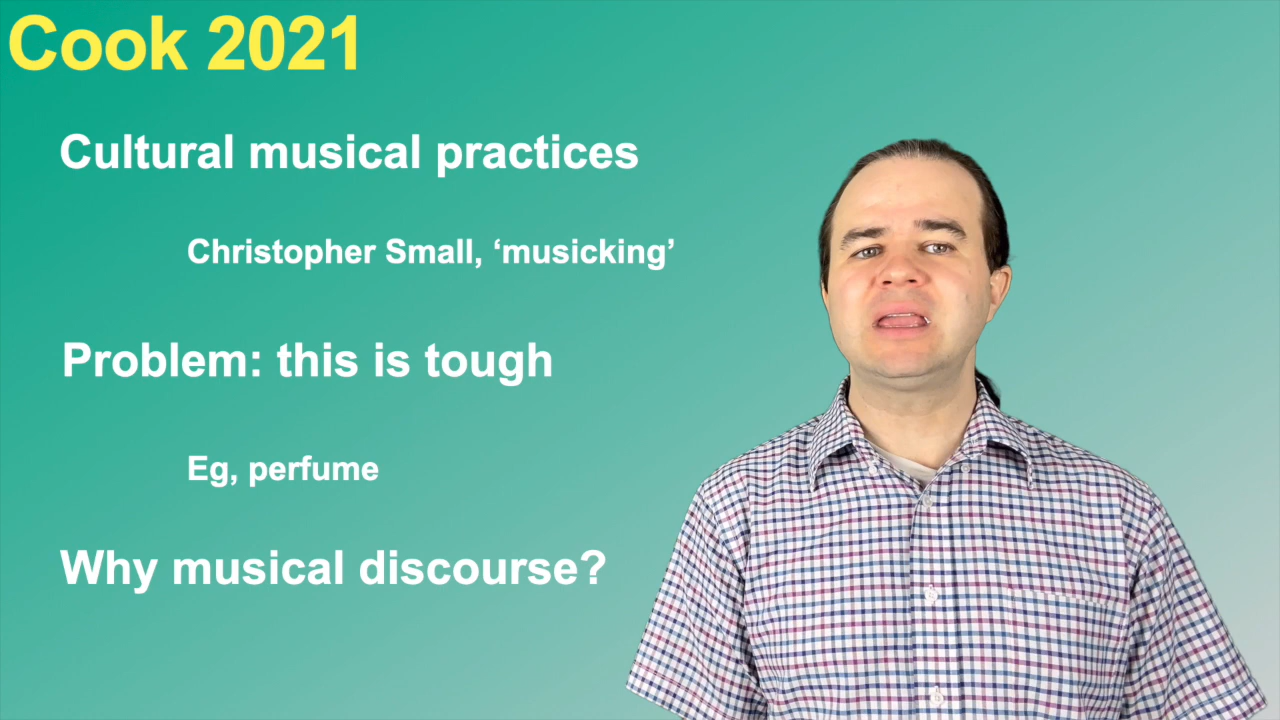 Cook 2021
Cultural musical practices
Christopher Small, ‘musicking’
Problem: this is tough
Eg, perfume
Why musical discourse?